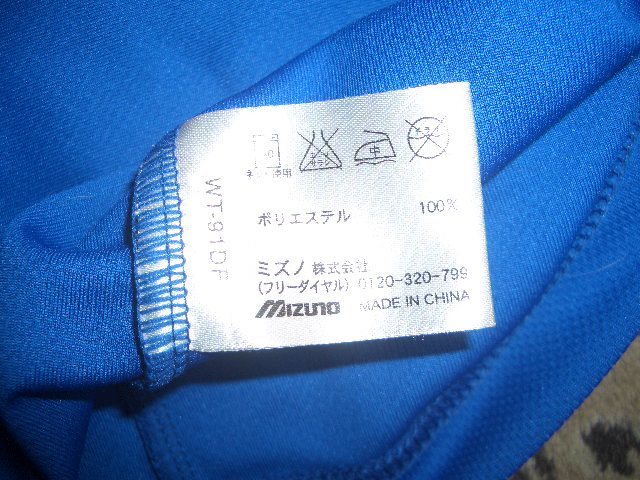 中
ネット使用
ポリエステル 100%
ミズノ 株式会社
(フリーダイヤル) 0120-320-799
MIZUNO MADE IN CHINA
WT-91DF